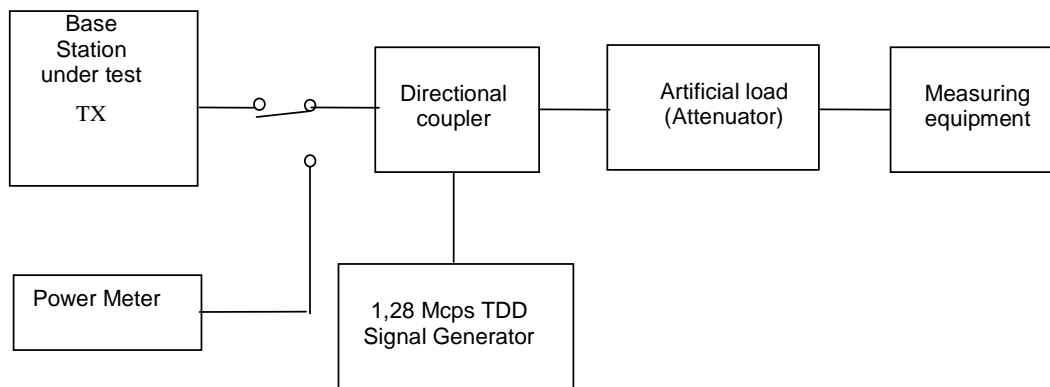 Base
Station
under test
TX
Directional
coupler
Artificial load
(Attenuator)
Measuring
equipment
Power Meter
1,28 Mcps TDD
Signal Generator